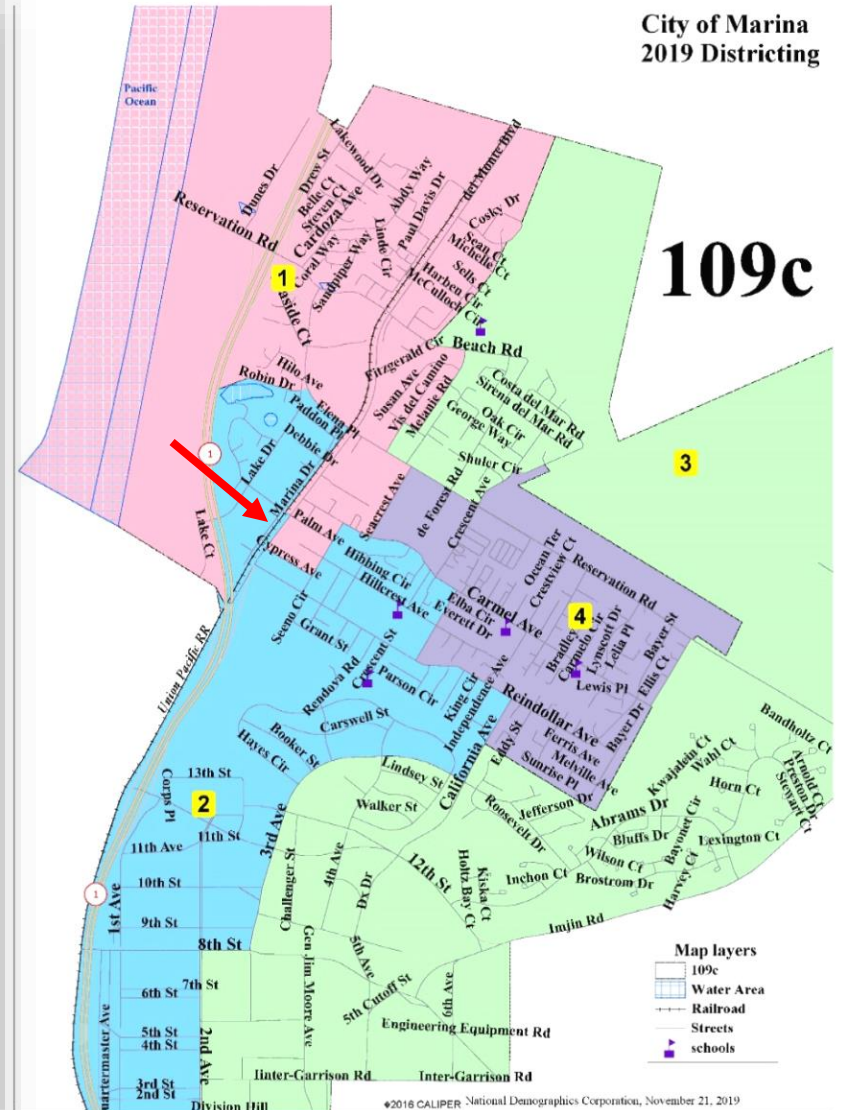 City of Marina
2019 Districting
109c
Pacific
Ocean
Dunes Dr
Reservation Rd
Drew St
Lakewood Dr
Belle Ct
Steven Ct
Cardoza Ave
Coral Way
Sandpiper Way
Abdy Way
Paul Davis Dr
Linde Cir
del Monte Blvd
Cosky Dr
Sean Cir
Michelle Ct
Sells Ct
Harben Cir
McCulloch Cir
1
Beach Rd
Fitzgerald Cir
Hilo Ave
Robin Dr
Paddon Pl
Elena Pl
Debbie Dr
Susan Ave
Vis del Camino
Melanie Rd
Costa del Mar Rd
Sirena del Mar Rd
Oak Cir
George Way
Shuler Cir
3
1
Lake Dr
Marina Dr
Lake Ct
Palm Ave
Seacrest Ave
de Forest Rd
Crescent Ave
Cypress Ave
Hibbing Cir
Hillcrest Ave
Ocean Ter
Crestview Ct
Reservation Rd
Carmel Ave
Elba Cir
Everett Dr
4
Carmelo Cir
Lynscott Dr
Lelia Pl
Bayer St
Ellis Ct
Lewis Pl
Seeno Cir
Grant St
Union Pacific RR
Rendova Rd
Crescent St
Parson Cir
King Cir
Independence Ave
Reindollar Ave
Bayer Dr
Carswell St
Booker St
Hayes Cir
California Ave
Eddy St
Ferris Ave
Melville Ave
Sunrise Pl
Bandholtz Ct
Kwajalein Ct
Wahl Ct
Arnold Ct
Preston Dr
Stewart Ct
Horn Ct
Lindsey St
13th St
Corps Pl
2
Walker St
Jefferson Dr
Roosevelt Dr
Abrams Dr
Bluffs Dr
Bayonet Cir
Lexington Ct
Wilson Ct
11th St
11th Ave
3rd Ave
Challenger St
4th Ave
Dx Dr
12th St
Holtz Bay Ct
Kiska Ct
Inchon Ct
Brostrom Dr
Harvey Ct
1
1st Ave
10th St
9th St
8th St
Imjin Rd
7th St
6th St
Gen Jim Moore Ave
5th Ave
5th Cutoff St
6th Ave
Engineering Equipment Rd
5th St
4th St
2nd Ave
3rd St
2nd St
Inter-Garrison Rd
Inter-Garrison Rd
Division Hill
Map layers
109c
Water Area
Railroad
Streets
schools
©2016 CALIPER National Demographics Corporation, November 21, 2019